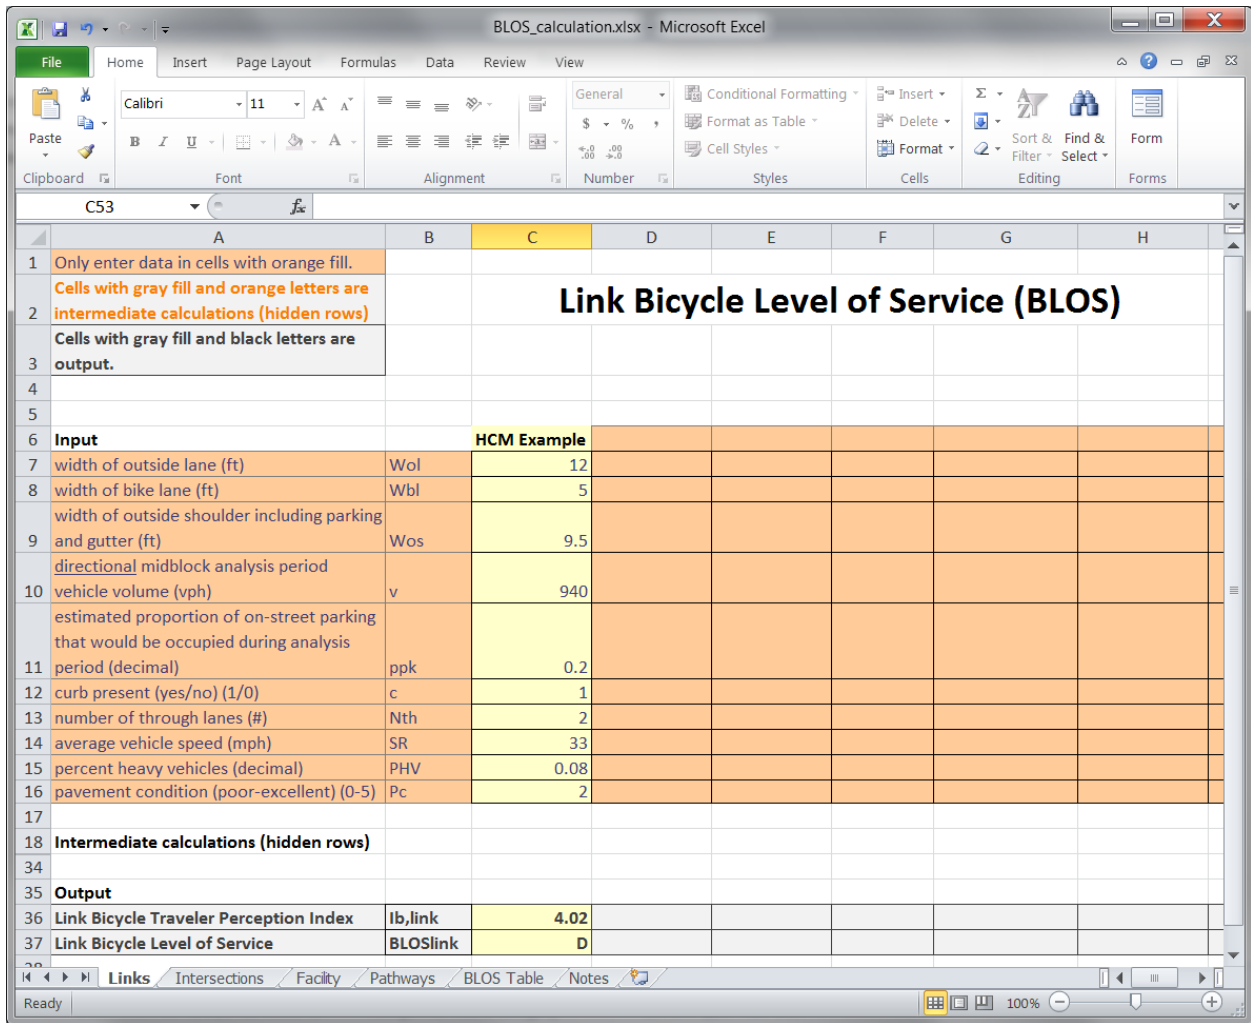 BLOS_calculation.xlsx - Microsoft Excel
File Home Insert Page Layout Formulas Data Review View
Calibri 11 General Conditional Formatting Insert Σ
Paste B I U A $ % , Format as Table Delete Sort & Filter Find & Select Form
Cell Styles Format
Clipboard Font Alignment Number Styles Cells Editing Forms
C53 fx
A B C D E F G H
1 Only enter data in cells with orange fill.
Cells with gray fill and orange letters are
2 intermediate calculations (hidden rows)
Link Bicycle Level of Service (BLOS)
Cells with gray fill and black letters are
3 output.
4
5
6 Input HCM Example
7 width of outside lane (ft) Wol 12
8 width of bike lane (ft) Wbl 5
width of outside shoulder including parking
9 and gutter (ft) Wos 9.5
directional midblock analysis period
10 vehicle volume (vph) v 940
estimated proportion of on-street parking
that would be occupied during analysis
11 period (decimal) ppk 0.2
12 curb present (yes/no) (1/0) c 1
13 number of through lanes (#) Nth 2
14 average vehicle speed (mph) SR 33
15 percent heavy vehicles (decimal) PHV 0.08
16 pavement condition (poor-excellent) (0-5) Pc 2
17
18 Intermediate calculations (hidden rows)
34
35 Output
36 Link Bicycle Traveler Perception Index Ib,link 4.02
37 Link Bicycle Level of Service BLOSlink D
Links Intersections Facility Pathways BLOS Table Notes
Ready 100%